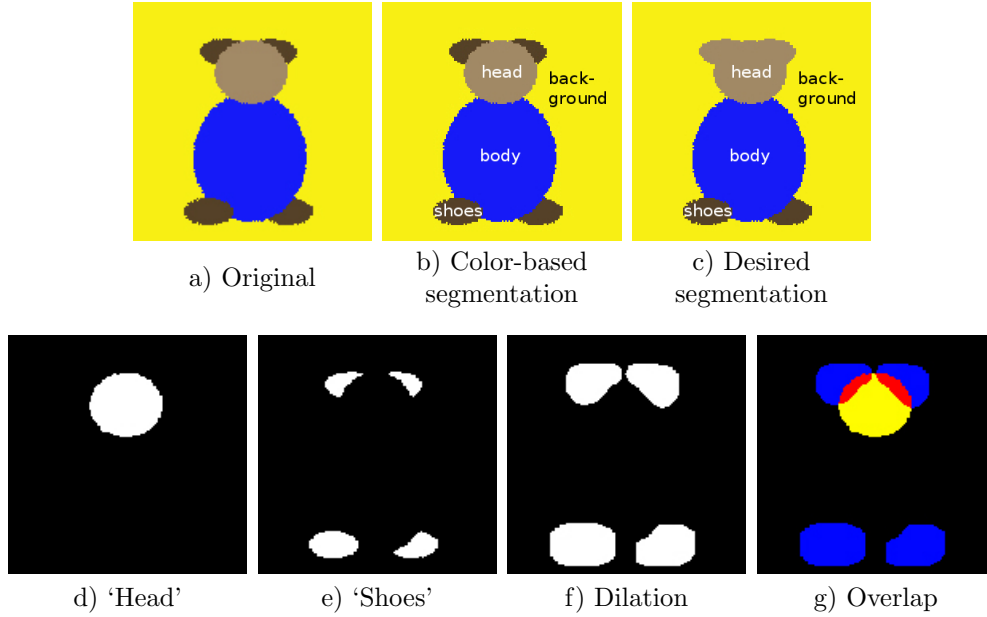 head
back-
ground
body
shoes
head
back-
ground
body
shoes
a) Original
b) Color-based
segmentation
c) Desired
segmentation
d) ‘Head’
e) ‘Shoes’
f) Dilation
g) Overlap